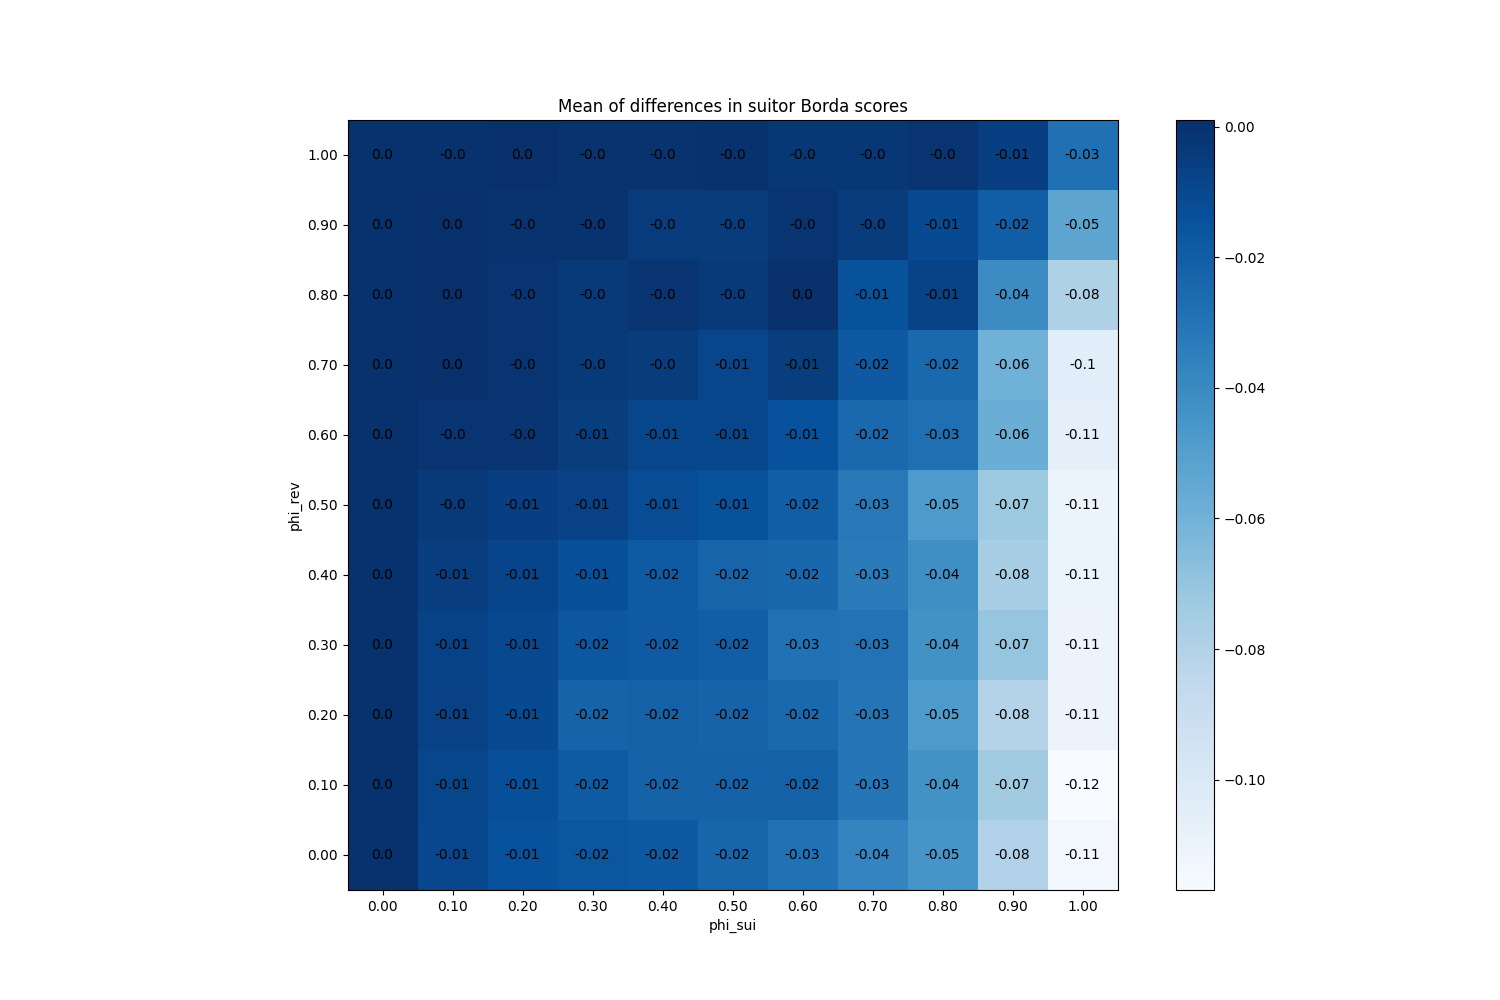 Mean of differences in suitor Borda scores
1.00 0.0 -0.0 0.0 -0.0 -0.0 -0.0 -0.0 -0.0 -0.0 -0.01 -0.03
0.90 0.0 0.0 -0.0 -0.0 -0.0 -0.0 -0.0 -0.0 -0.01 -0.02 -0.05
0.80 0.0 0.0 -0.0 -0.0 -0.0 -0.0 0.0 -0.01 -0.01 -0.04 -0.08
0.70 0.0 0.0 -0.0 -0.0 -0.0 -0.01 -0.01 -0.02 -0.02 -0.06 -0.1
0.60 0.0 -0.0 -0.0 -0.01 -0.01 -0.01 -0.01 -0.02 -0.03 -0.06 -0.11
0.50 0.0 -0.0 -0.01 -0.01 -0.01 -0.01 -0.02 -0.03 -0.05 -0.07 -0.11
0.40 0.0 -0.01 -0.01 -0.01 -0.02 -0.02 -0.02 -0.03 -0.04 -0.08 -0.11
0.30 0.0 -0.01 -0.01 -0.02 -0.02 -0.02 -0.03 -0.03 -0.04 -0.07 -0.11
0.20 0.0 -0.01 -0.01 -0.02 -0.02 -0.02 -0.02 -0.03 -0.05 -0.08 -0.11
0.10 0.0 -0.01 -0.01 -0.02 -0.02 -0.02 -0.02 -0.03 -0.04 -0.07 -0.12
0.00 0.0 -0.01 -0.01 -0.02 -0.02 -0.02 -0.03 -0.04 -0.05 -0.08 -0.11
0.00 0.10 0.20 0.30 0.40 0.50 0.60 0.70 0.80 0.90 1.00
phi_sui
phi_rev
0.00
−0.02
−0.04
−0.06
−0.08
−0.10